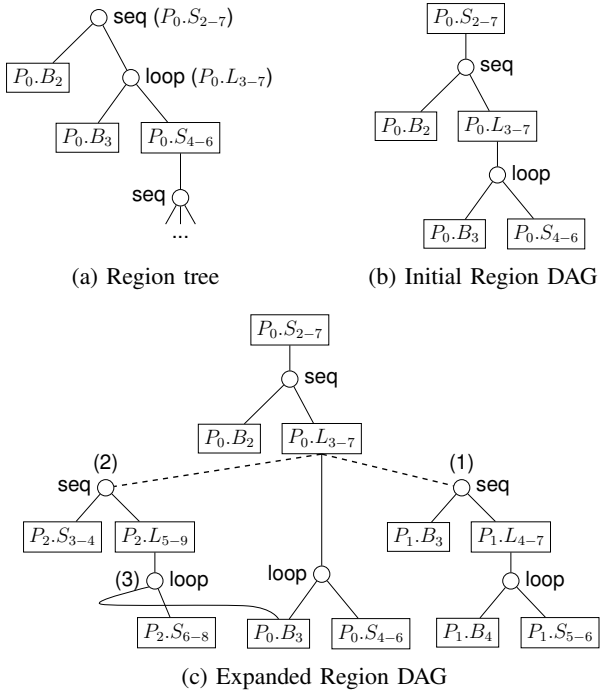 seq (P₀.S₂₋₇)
P₀.B₂
loop (P₀.L₃₋₇)
P₀.B₃
P₀.S₄₋₆
seq
...
(a) Region tree
P₀.S₂₋₇
seq
P₀.B₂
P₀.L₃₋₇
loop
P₀.B₃
P₀.S₄₋₆
(b) Initial Region DAG
P₀.S₂₋₇
seq
P₀.B₂
P₀.L₃₋₇
(2)
seq
(1)
seq
P₂.S₃₋₄
P₂.L₅₋₉
P₁.B₃
P₁.L₄₋₇
(3)
loop
loop
loop
P₂.S₆₋₈
P₀.B₃
P₀.S₄₋₆
P₁.B₄
P₁.S₅₋₆
(c) Expanded Region DAG